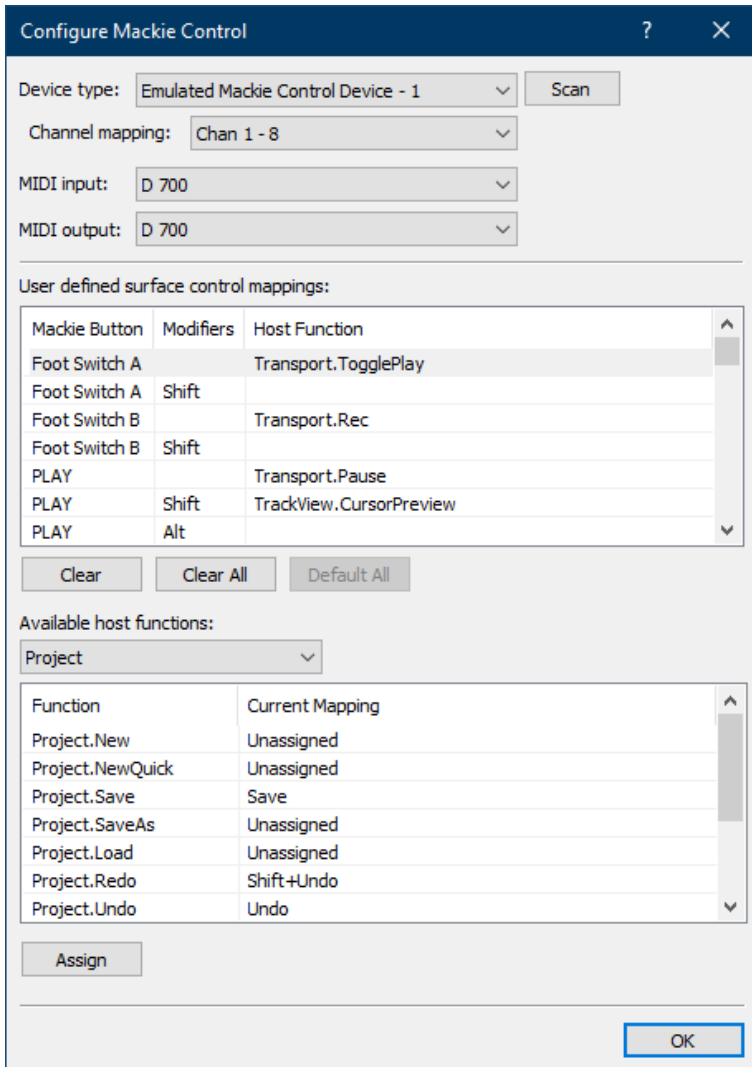 Configure Mackie Control ? ×
Device type: Emulated Mackie Control Device - 1 Scan
Channel mapping: Chan 1 - 8
MIDI input: D 700
MIDI output: D 700
User defined surface control mappings:
Mackie Button Modifiers Host Function
Foot Switch A Transport.TogglePlay
Foot Switch A Shift
Foot Switch B Transport.Rec
Foot Switch B Shift
PLAY Transport.Pause
PLAY Shift TrackView.CursorPreview
PLAY Alt
Clear Clear All Default All
Available host functions:
Project
Function Current Mapping
Project.New Unassigned
Project.NewQuick Unassigned
Project.Save Save
Project.SaveAs Unassigned
Project.Load Unassigned
Project.Redo Shift+Undo
Project.Undo Undo
Assign
OK